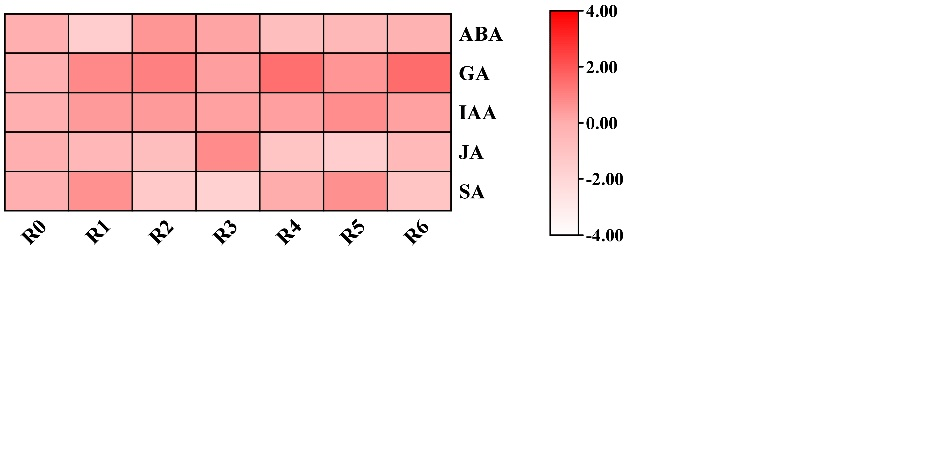 ABA
GA
IAA
JA
SA
R0 R1 R2 R3 R4 R5 R6
4.00
2.00
0.00
-2.00
-4.00